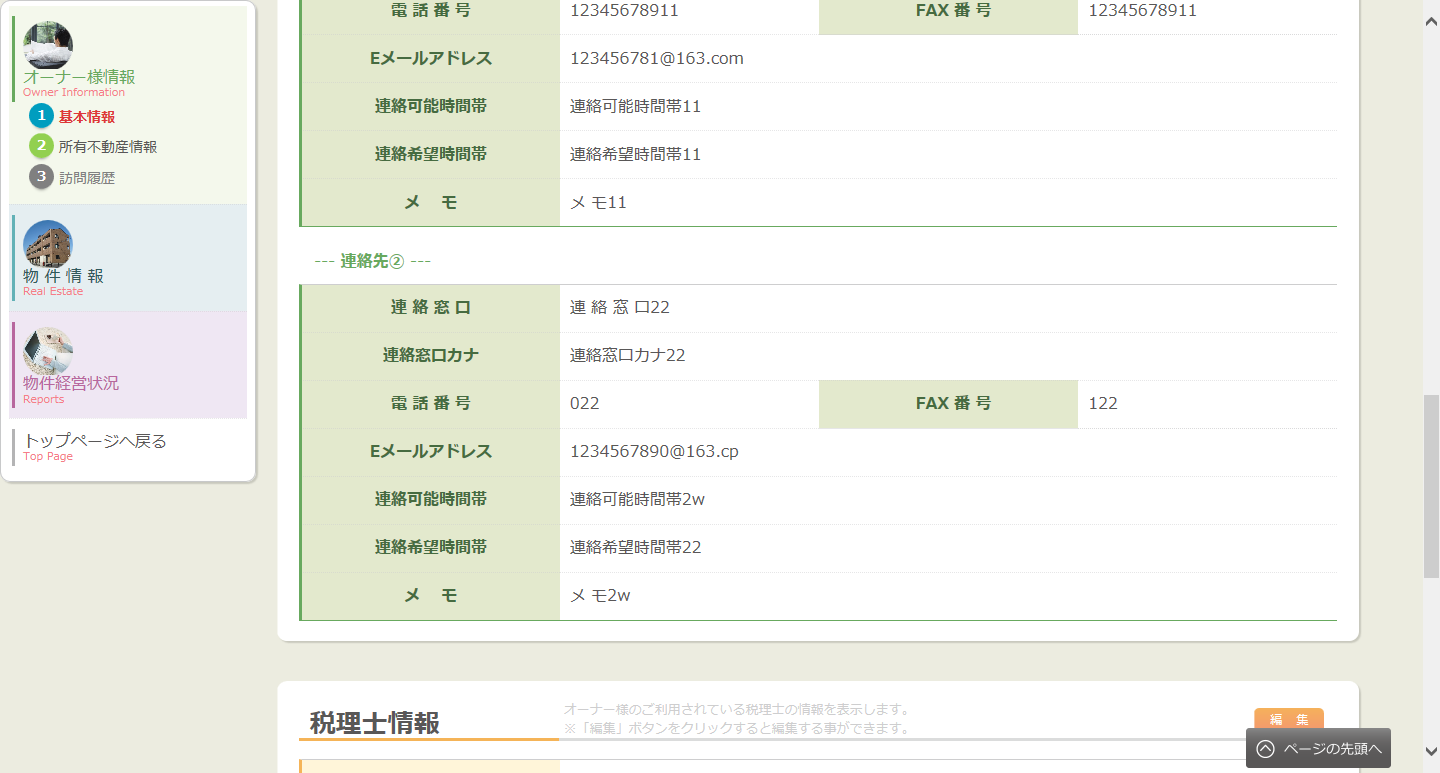 オーナー様情報
Owner Information
1 基本情報
2 所有不動産情報
3 訪問履歴
物 件 情 報
Real Estate
物件経営状況
Reports
トップページへ戻る
Top Page
電 話 番 号 12345678911 FAX 番 号 12345678911
Eメールアドレス 123456781@163.com
連絡可能時間帯 連絡可能時間帯11
連絡希望時間帯 連絡希望時間帯11
メ モ メ モ11
--- 連絡先② ---
連 絡 窓 口 連 絡 窓 口22
連絡窓口カナ 連絡窓口カナ22
電 話 番 号 022 FAX 番 号 122
Eメールアドレス 1234567890@163.cp
連絡可能時間帯 連絡可能時間帯2w
連絡希望時間帯 連絡希望時間帯22
メ モ メ モ2w
税理士情報
オーナー様のご利用されている税理士の情報を表示します。
※「編集」ボタンをクリックすると編集する事ができます。
編 集
ページの先頭へ